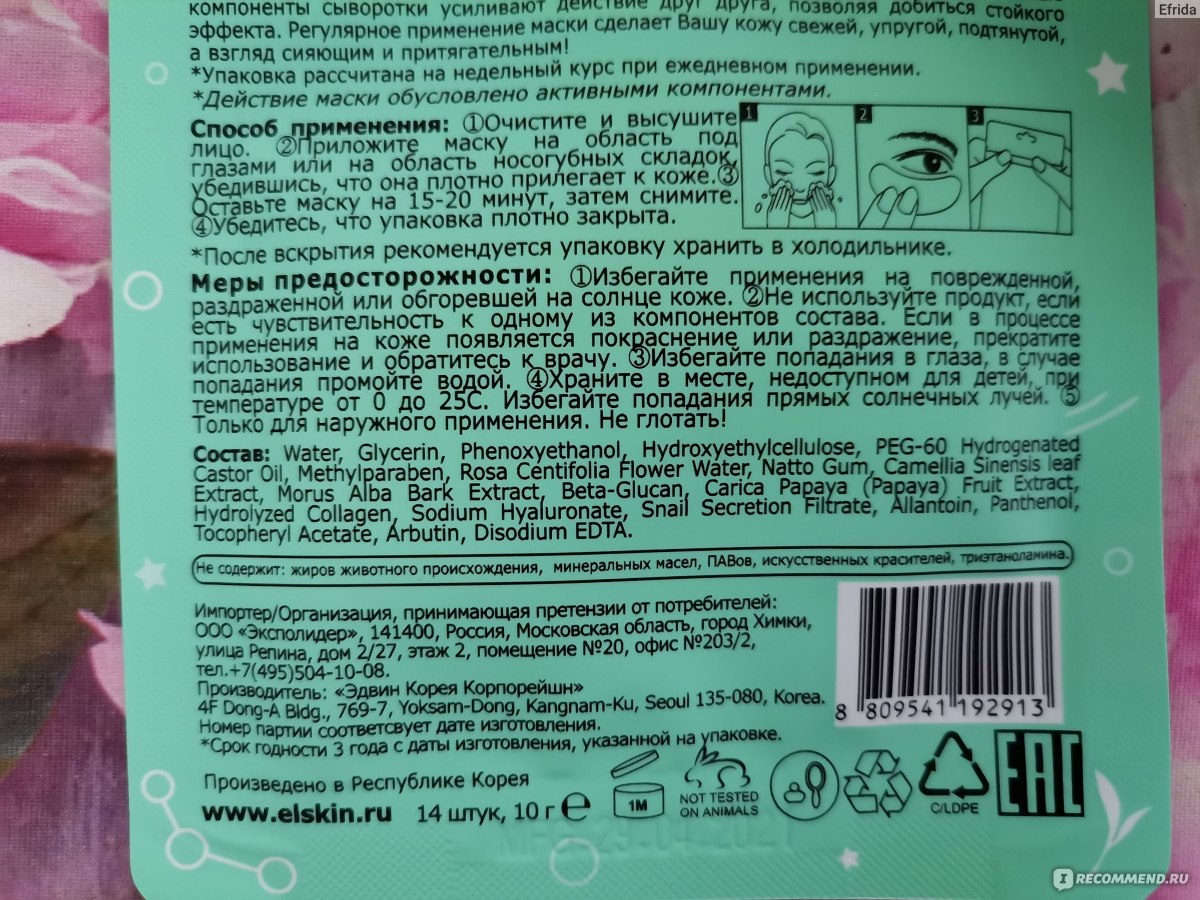 Efrida
компоненты сыворотки усиливают действие друг друга, позволяя добиться стойкого
эффекта. Регулярное применение маски сделает Вашу кожу свежей, упругой, подтянутой,
а взгляд сияющим и притягательным!
*Упаковка рассчитана на недельный курс при ежедневном применении.
*Действие маски обусловлено активными компонентами.
Способ применения: ①Очистите и высушите
лицо. ②Приложите маску на область под
глазами или на область носогубных складок,
убедившись, что она плотно прилегает к коже.③
Оставьте маску на 15-20 минут, затем снимите.
④Убедитесь, что упаковка плотно закрыта.
1 2 3
*После вскрытия рекомендуется упаковку хранить в холодильнике.
Меры предосторожности: ①Избегайте применения на поврежденной,
раздраженной или обгоревшей на солнце коже. ②Не используйте продукт, если
есть чувствительность к одному из компонентов состава. Если в процессе
применения на коже появляется покраснение или раздражение, прекратите
использование и обратитесь к врачу. ③Избегайте попадания в глаза, в случае
попадания промойте водой. ④Храните в месте, недоступном для детей, при
температуре от 0 до 25С. Избегайте попадания прямых солнечных лучей. ⑤
Только для наружного применения. Не глотать!
Состав: Water, Glycerin, Phenoxyethanol, Hydroxyethylcellulose, PEG-60 Hydrogenated
Castor Oil, Methylparaben, Rosa Centifolia Flower Water, Natto Gum, Camellia Sinensis leaf
Extract, Morus Alba Bark Extract, Beta-Glucan, Carica Papaya (Papaya) Fruit Extract,
Hydrolyzed Collagen, Sodium Hyaluronate, Snail Secretion Filtrate, Allantoin, Panthenol,
Tocopheryl Acetate, Arbutin, Disodium EDTA.
Не содержит: жиров животного происхождения, минеральных масел, ПАВов, искусственных красителей, триэтаноламина.
Импортер/Организация, принимающая претензии от потребителей:
ООО «Эксполидер», 141400, Россия, Московская область, город Химки,
улица Репина, дом 2/27, этаж 2, помещение №20, офис №203/2,
тел.+7(495)504-10-08.
Производитель: «Эдвин Корея Корпорейшн»
4F Dong-A Bldg., 769-7, Yoksam-Dong, Kangnam-Ku, Seoul 135-080, Korea.
Номер партии соответсвует дате изготовления.
*Срок годности 3 года с даты изготовления, указанной на упаковке.
8 809541 192913
Произведено в Республике Корея
www.elskin.ru 14 штук, 10 г ℮
1M
NOT TESTED
ON ANIMALS
C/LDPE
EAC
MFG 29.04.2021
IRECOMMEND.RU